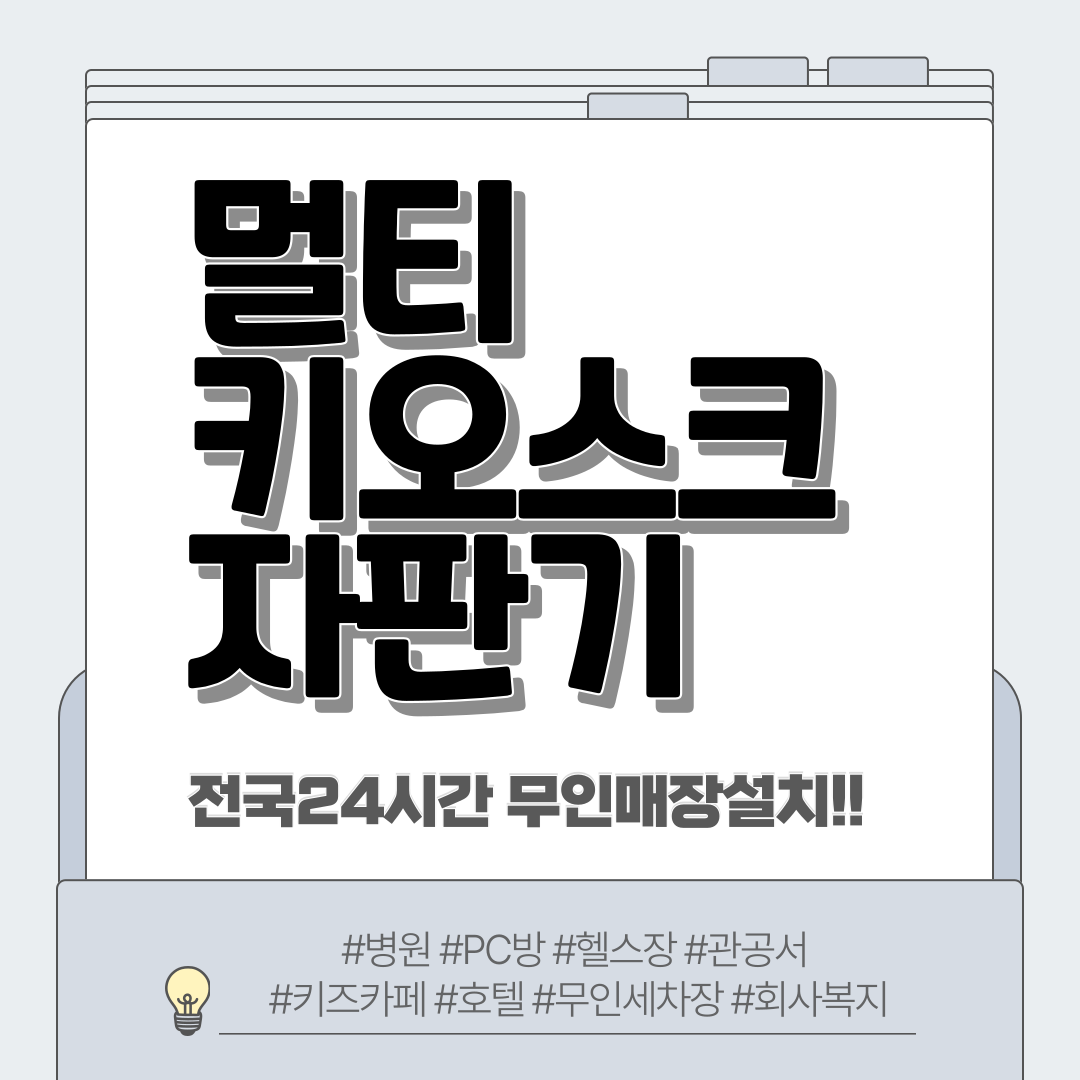 멀티
키오스크
자판기
전국24시간 무인매장설치!!
#병원 #PC방 #헬스장 #관공서
#키즈카페 #호텔 #무인세차장 #회사복지